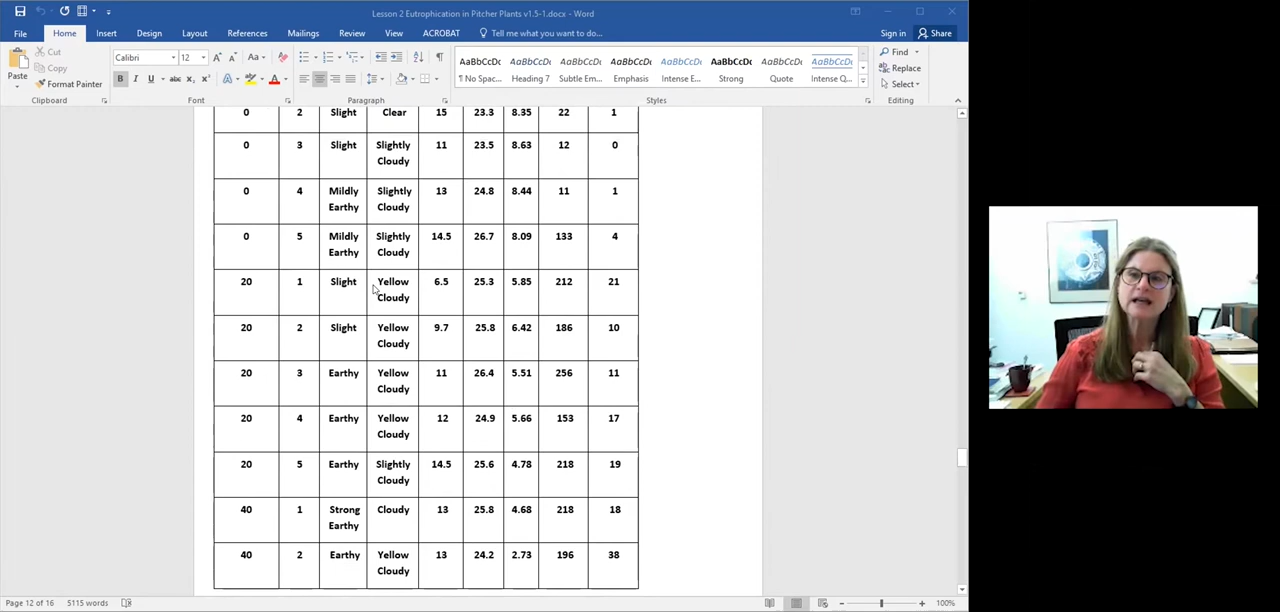 Lesson 2 Eutrophication in Pitcher Plants v1.5-1.docx - Word
File Home Insert Design Layout References Mailings Review View ACROBAT Tell me what you want to do... Sign in Share
Paste
Cut
Copy
Format Painter
Calibri 12
AaBbCcDc AaBbCcDc AaBbCcDc AaBbCcDc AaBbCcDc AaBbCcDc AaBbCcDc AaBbCcDc
¶ No Spac... Heading 7 Subtle Em... Emphasis Intense E... Strong Quote Intense Q...
Find
Replace
Select
Clipboard Font Paragraph Styles Editing
0 2 Slight Clear 15 23.3 8.35 22 1
0 3 Slight Slightly 11 23.5 8.63 12 0
Cloudy
0 4 Mildly Slightly 13 24.8 8.44 11 1
Earthy Cloudy
0 5 Mildly Slightly 14.5 26.7 8.09 133 4
Earthy Cloudy
20 1 Slight Yellow 6.5 25.3 5.85 212 21
Cloudy
20 2 Slight Yellow 9.7 25.8 6.42 186 10
Cloudy
20 3 Earthy Yellow 11 26.4 5.51 256 11
Cloudy
20 4 Earthy Yellow 12 24.9 5.66 153 17
Cloudy
20 5 Earthy Slightly 14.5 25.6 4.78 218 19
Cloudy
40 1 Strong Cloudy 13 25.8 4.68 218 18
Earthy
40 2 Earthy Yellow 13 24.2 2.73 196 38
Cloudy
Page 12 of 16 5115 words 100%